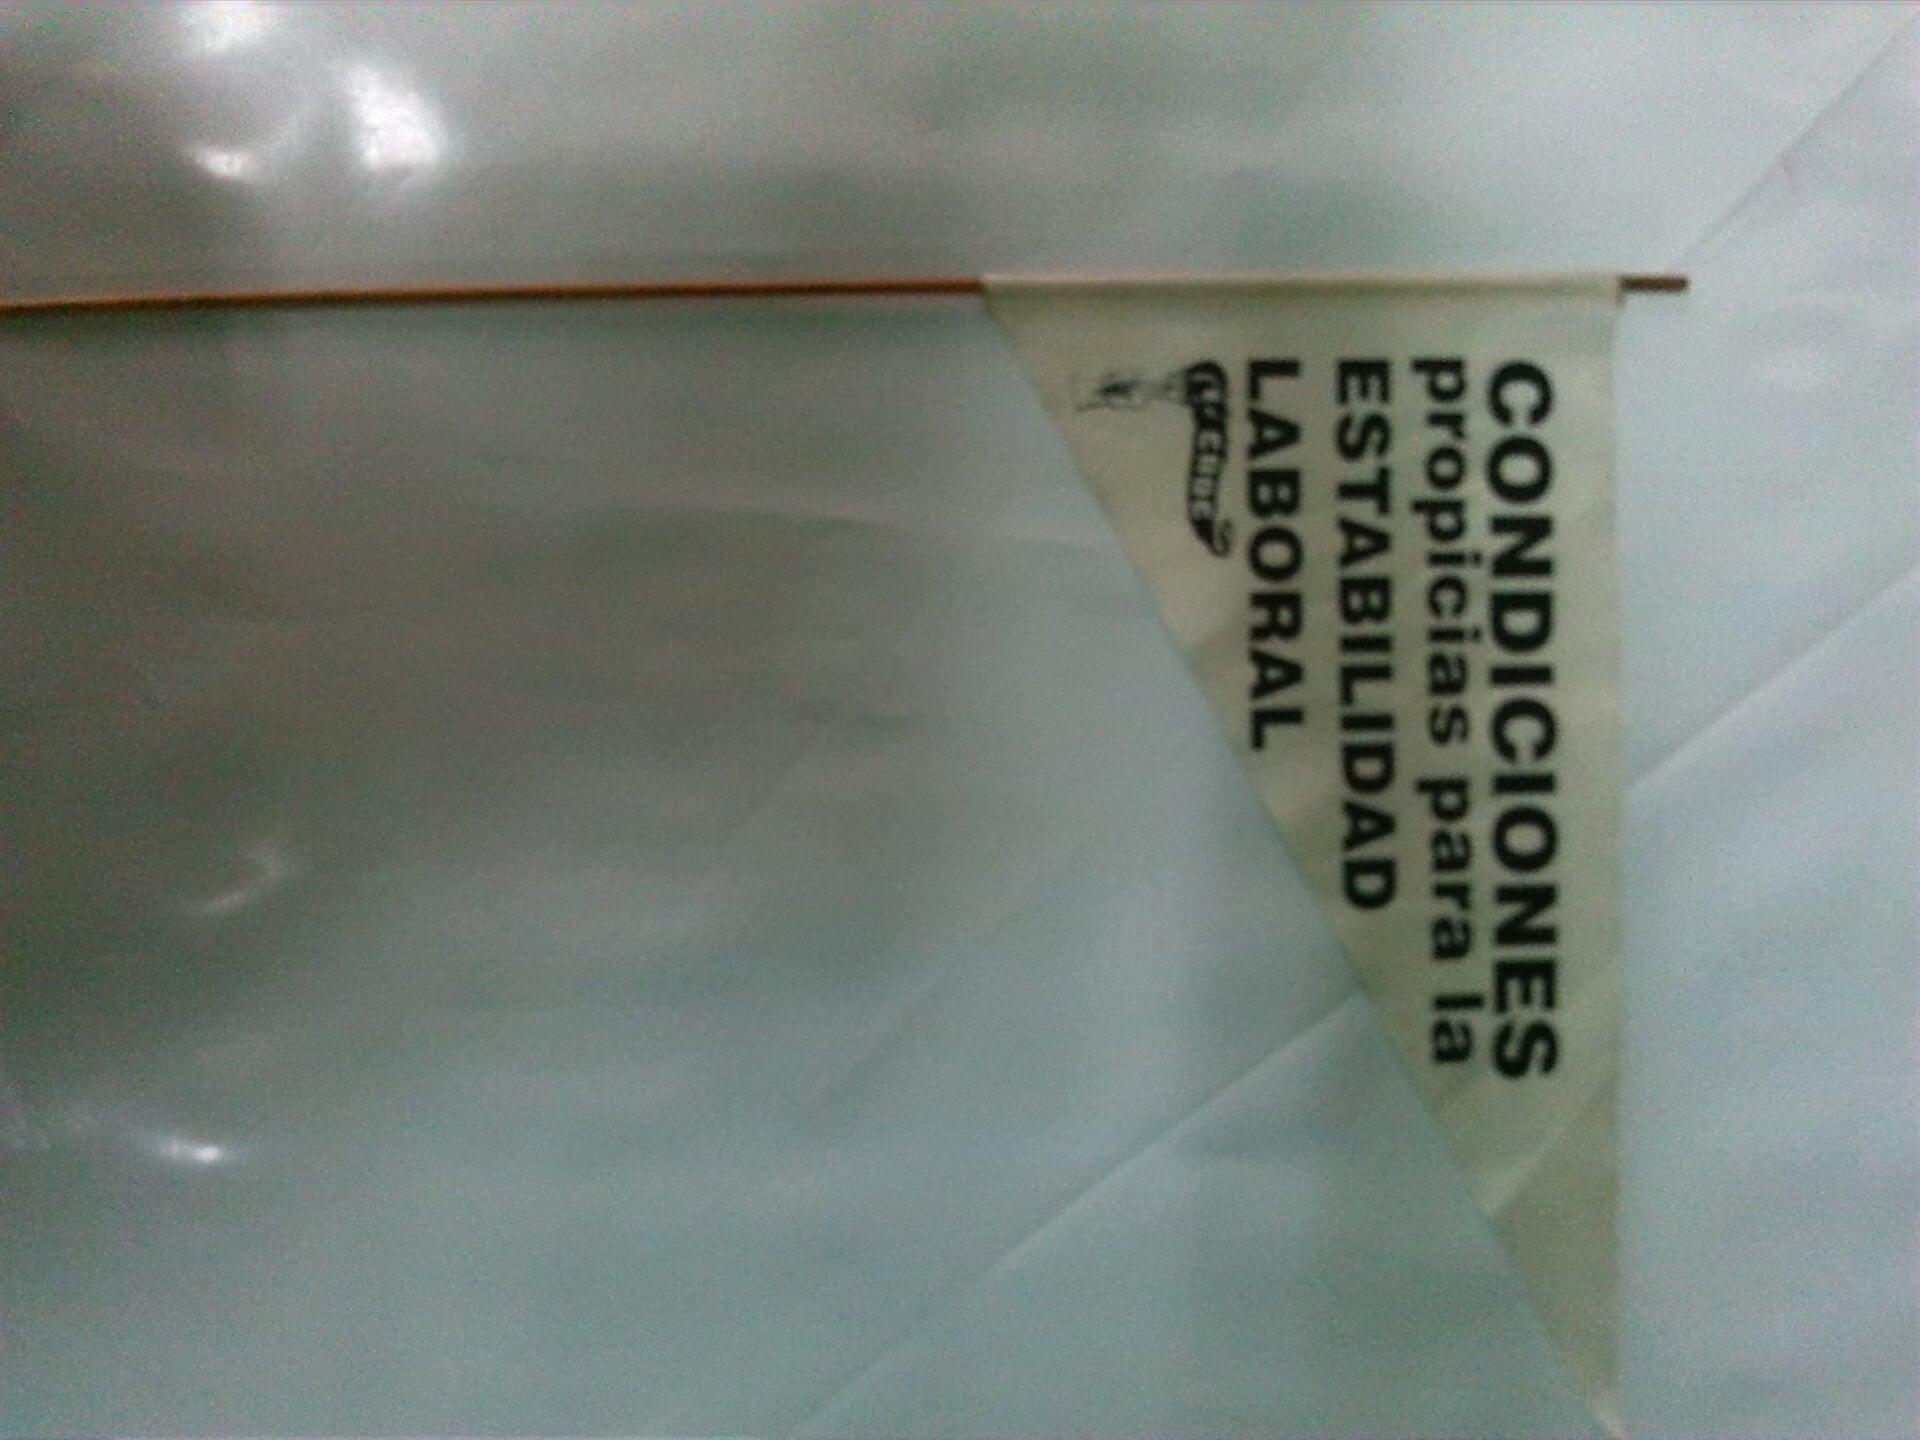 CONDICIONES
propicias para la
ESTABILIDAD
LABORAL